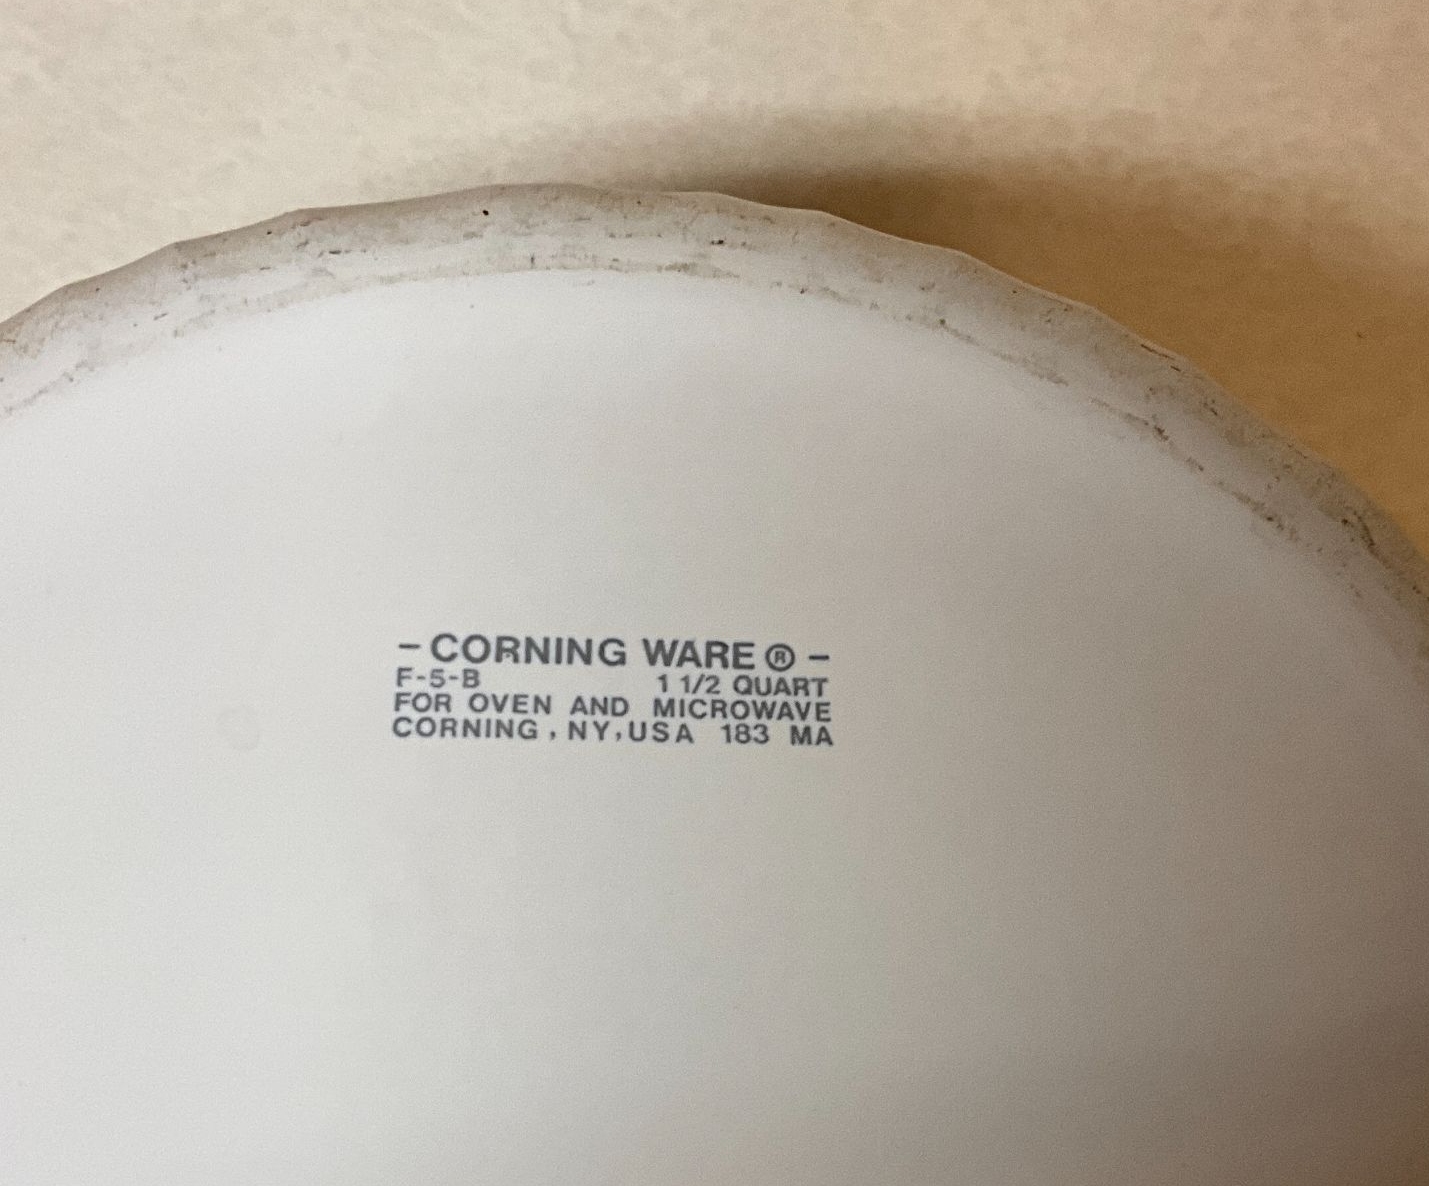 - CORNING WARE ® -
F-5-B 1 1/2 QUART
FOR OVEN AND MICROWAVE
CORNING , NY, USA 183 MA